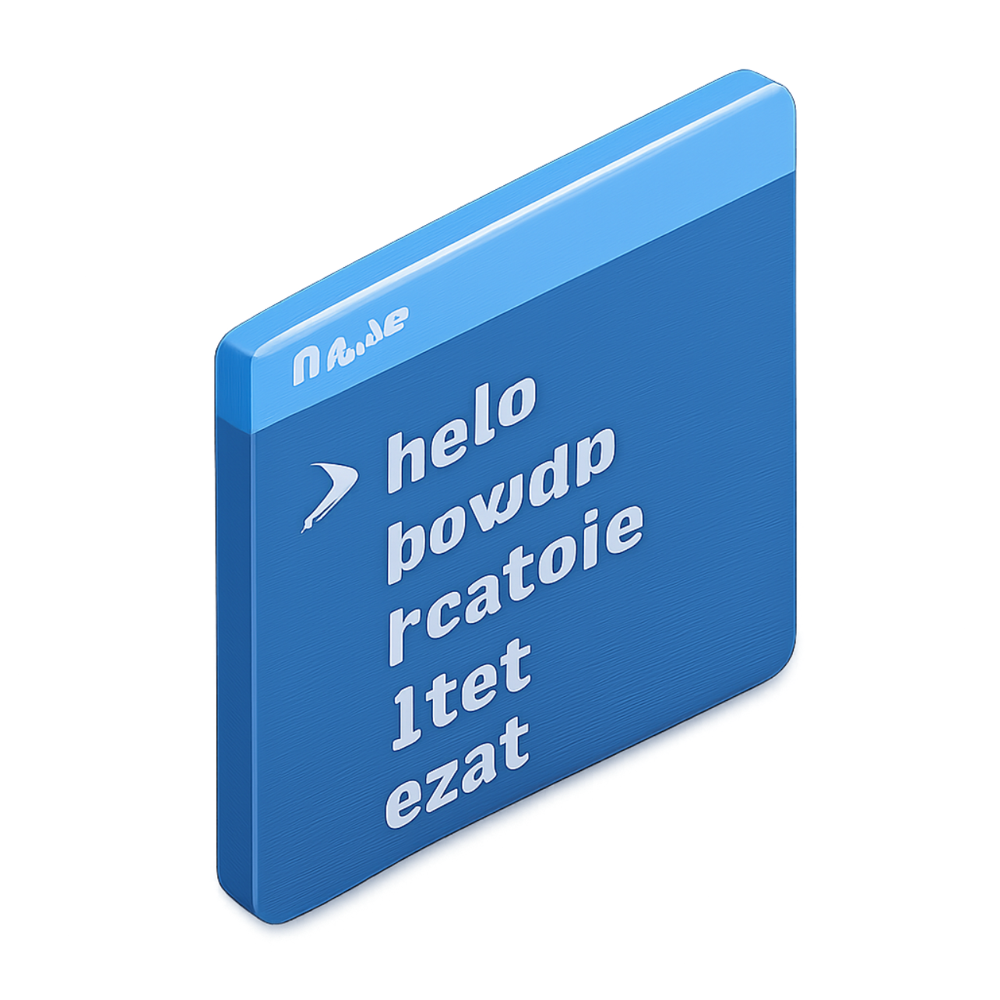 > helo
bowdp
rcatoie
1tet
ezat